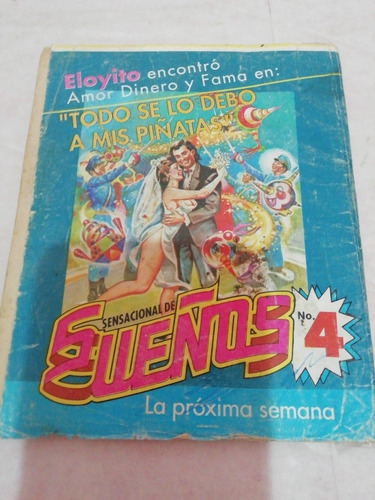 Eloyito encontró
Amor Dinero y Fama en:
"TODO SE LO DEBO
A MIS PIÑATAS"
SENSACIONAL DE
SUEÑOS
No.
4
La próxima semana